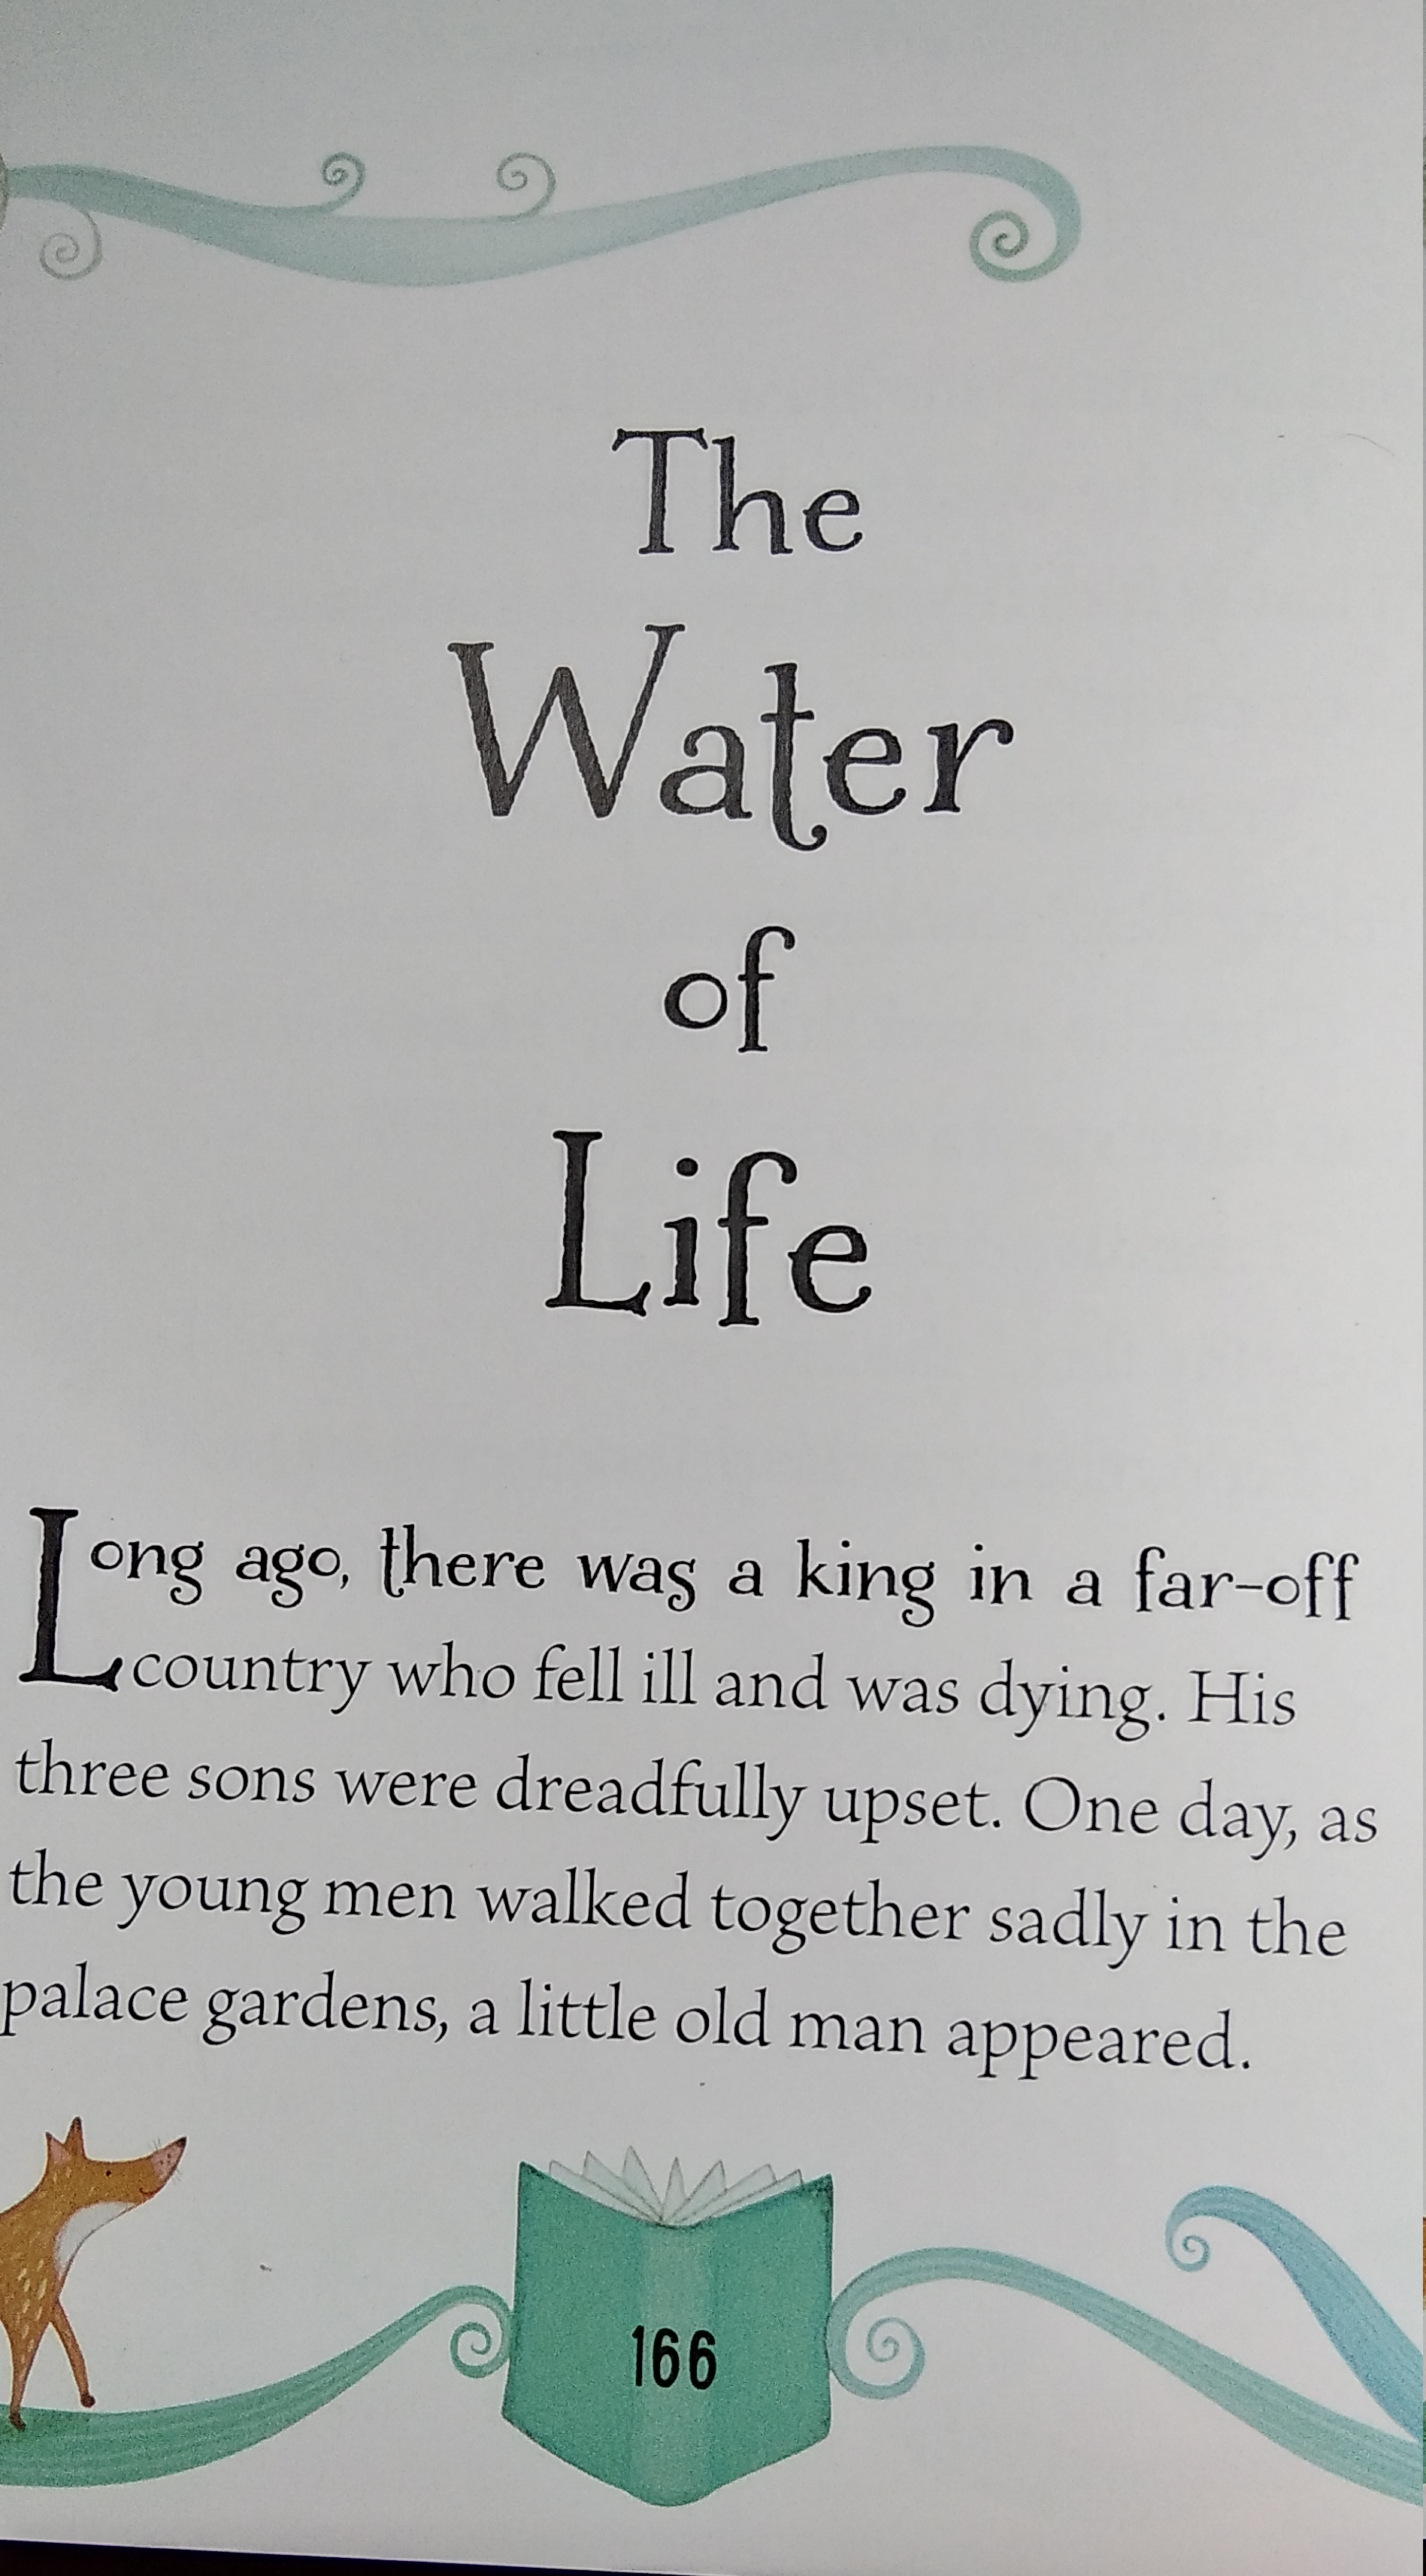 The
Water
of
Life
Long ago, there was a king in a far-off
country who fell ill and was dying. His
three sons were dreadfully upset. One day, as
the young men walked together sadly in the
palace gardens, a little old man appeared.
166